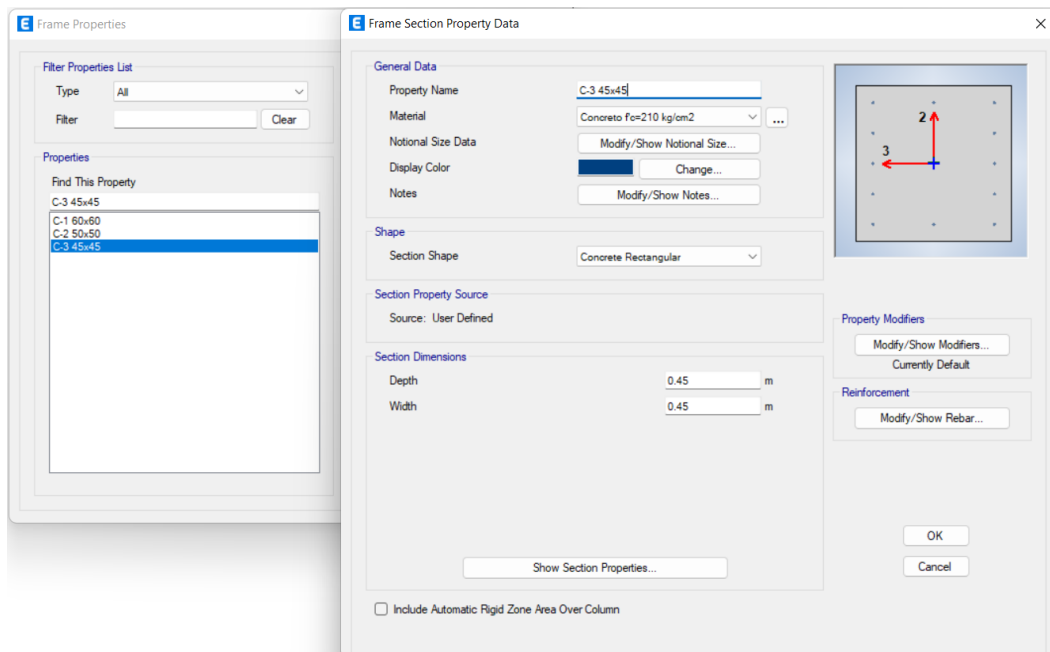 E Frame Properties
Filter Properties List
Type All
Filter Clear
Properties
Find This Property
C-3 45x45
C-1 60x60
C-2 50x50
C-3 45x45
E Frame Section Property Data
General Data
Property Name C-3 45x45
Material Concreto f'c=210 kg/cm2 ...
Notional Size Data Modify/Show Notional Size...
Display Color Change...
Notes Modify/Show Notes...
Shape
Section Shape Concrete Rectangular
Section Property Source
Source: User Defined
Section Dimensions
Depth 0.45 m
Width 0.45 m
Show Section Properties...
Include Automatic Rigid Zone Area Over Column
2
3
Property Modifiers
Modify/Show Modifiers...
Currently Default
Reinforcement
Modify/Show Rebar...
OK
Cancel